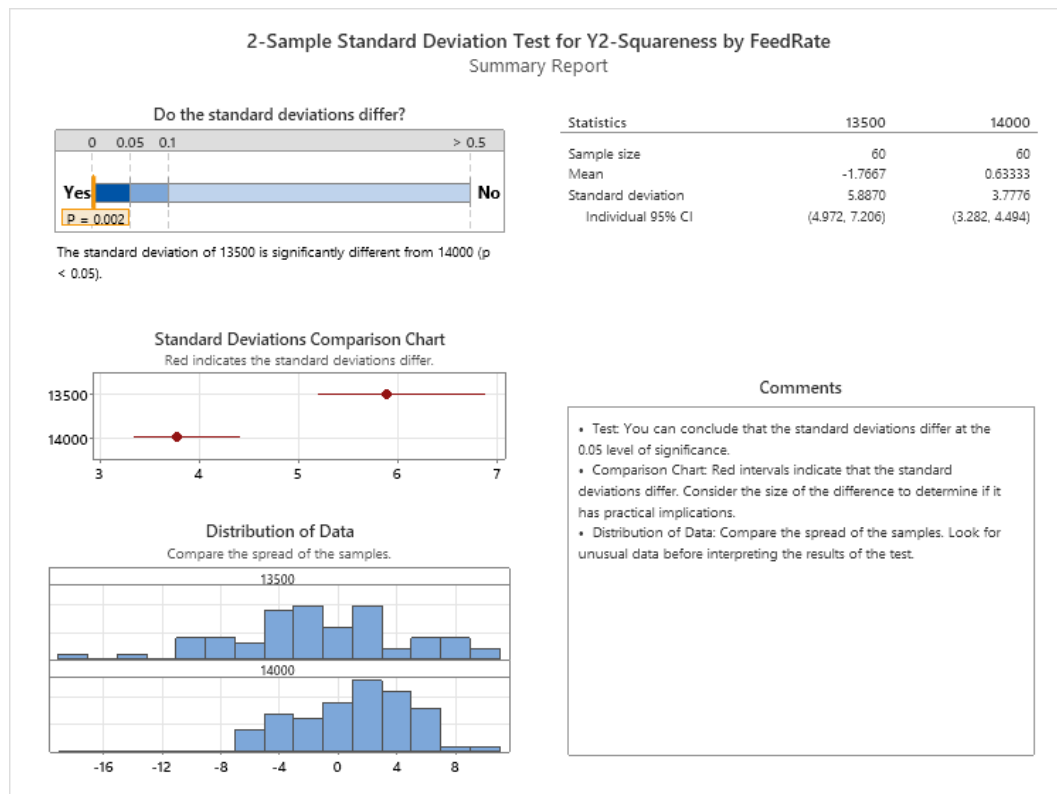 2-Sample Standard Deviation Test for Y2-Squareness by FeedRate
Summary Report
Do the standard deviations differ?
0 0.05 0.1 > 0.5
Yes No
P = 0.002
The standard deviation of 13500 is significantly different from 14000 (p
< 0.05).
Statistics 13500 14000
Sample size 60 60
Mean -1.7667 0.63333
Standard deviation 5.8870 3.7776
Individual 95% CI (4.972, 7.206) (3.282, 4.494)
Standard Deviations Comparison Chart
Red indicates the standard deviations differ.
13500
14000
3 4 5 6 7
Distribution of Data
Compare the spread of the samples.
13500
14000
-16 -12 -8 -4 0 4 8
Comments
• Test: You can conclude that the standard deviations differ at the
0.05 level of significance.
• Comparison Chart: Red intervals indicate that the standard
deviations differ. Consider the size of the difference to determine if it
has practical implications.
• Distribution of Data: Compare the spread of the samples. Look for
unusual data before interpreting the results of the test.